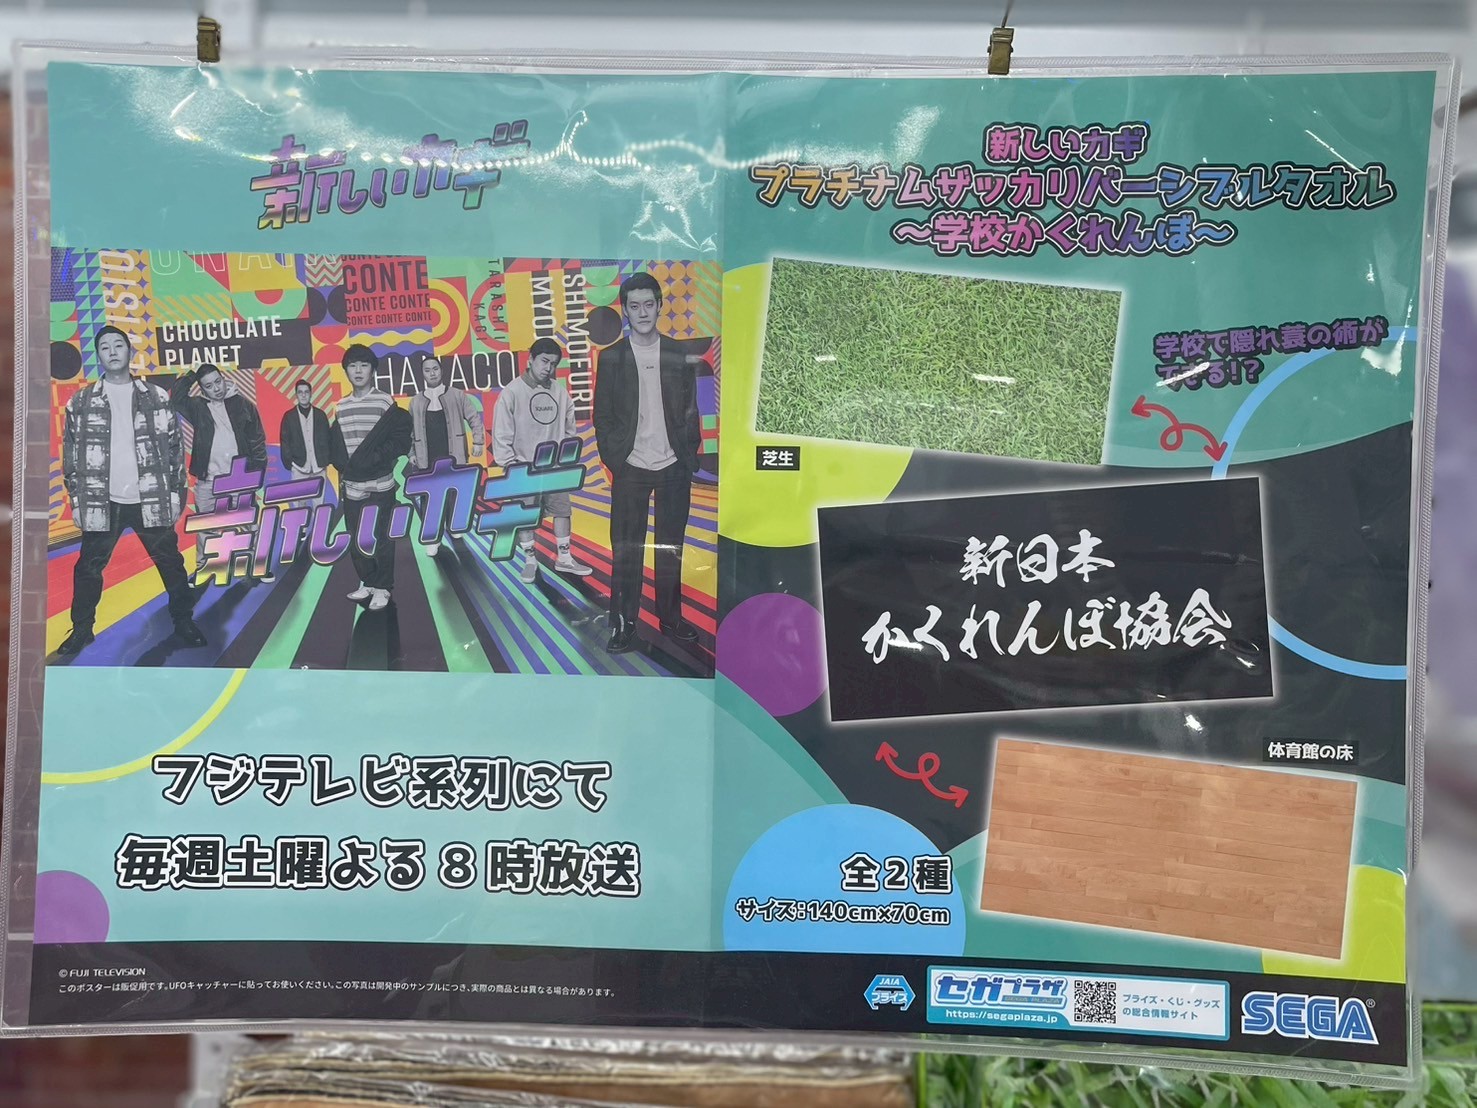 新しいカギ
CONTE
CONTE CONTE
CONTE CONTE CONTE
TARASHI
KAGI
CHOCOLATE
PLANET
HANACO
MYOJ
SHIMOFURI
新しいカギ
フジテレビ系列にて
毎週土曜よる8時放送
新しいカギ
プラチナムザッカリバーシブルタオル
〜学校かくれんぼ〜
学校で隠れ蓑の術が
できる!?
芝生
新日本
かくれんぼ協会
体育館の床
全2種
サイズ:140cm×70cm
© FUJI TELEVISION
このポスターは販促用です。UFOキャッチャーに貼ってお使いください。この写真は開発中のサンプルにつき、実際の商品とは異なる場合があります。
JAIA
プライズ
セガプラザ
SEGA PLAZA
https://segaplaza.jp
プライズ・くじ・グッズ
の総合情報サイト
SEGA®